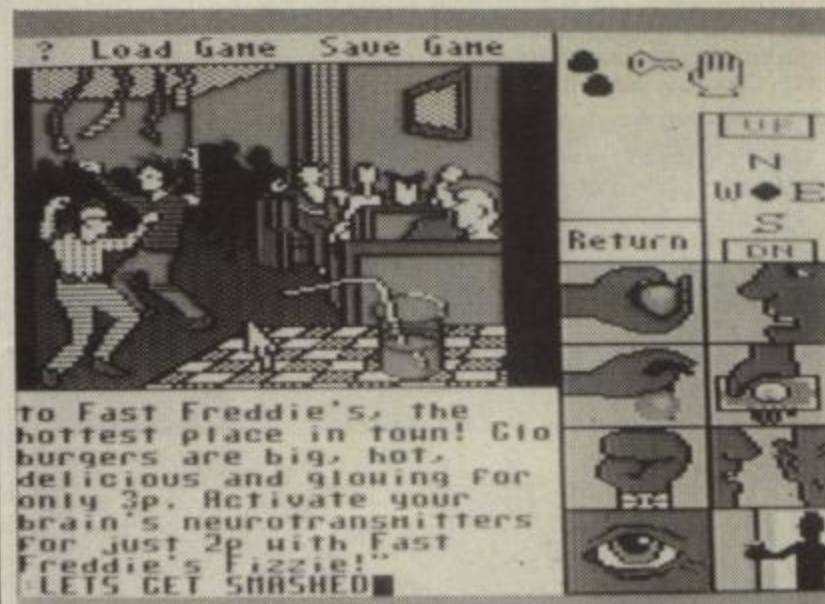 ? Load Game Save Game
UP
N
W E
S
DN
Return
to Fast Freddie's, the
hottest place in town! Glo
burgers are big, hot,
delicious and glowing for
only 3p. Activate your
brain's neurotransmitters
for just 2p with Fast
Freddie's Fizzie!"
LETS GET SMASHED